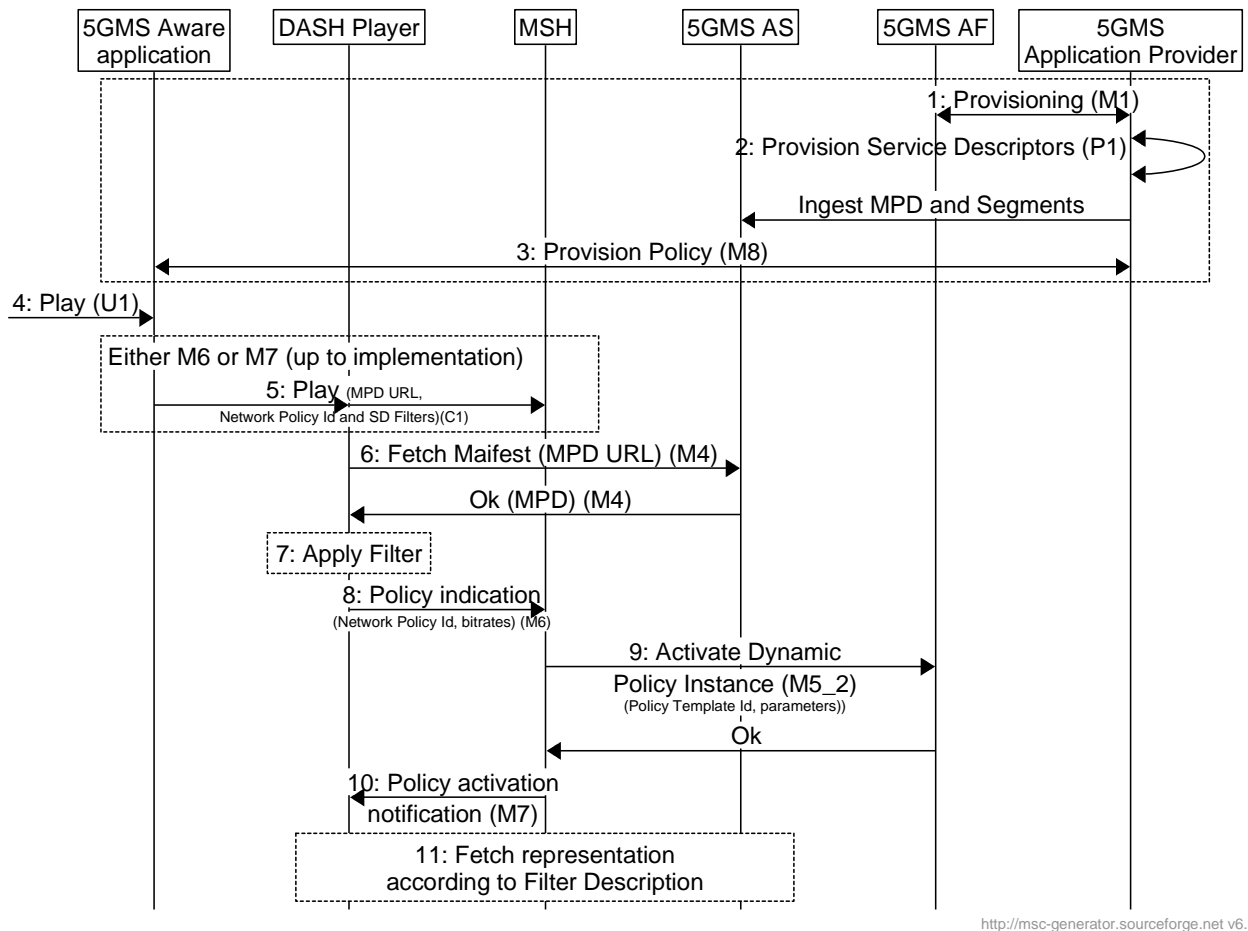 5GMS Aware
application
DASH Player
MSH
5GMS AS
5GMS AF
5GMS
Application Provider
1: Provisioning (M1)
2: Provision Service Descriptors (P1)
Ingest MPD and Segments
3: Provision Policy (M8)
4: Play (U1)
Either M6 or M7 (up to implementation)
5: Play (MPD URL,
Network Policy Id and SD Filters)(C1)
6: Fetch Maifest (MPD URL) (M4)
Ok (MPD) (M4)
7: Apply Filter
8: Policy indication
(Network Policy Id, bitrates) (M6)
9: Activate Dynamic
Policy Instance (M5_2)
(Policy Template Id, parameters))
Ok
10: Policy activation
notification (M7)
11: Fetch representation
according to Filter Description
http://msc-generator.sourceforge.net v6.